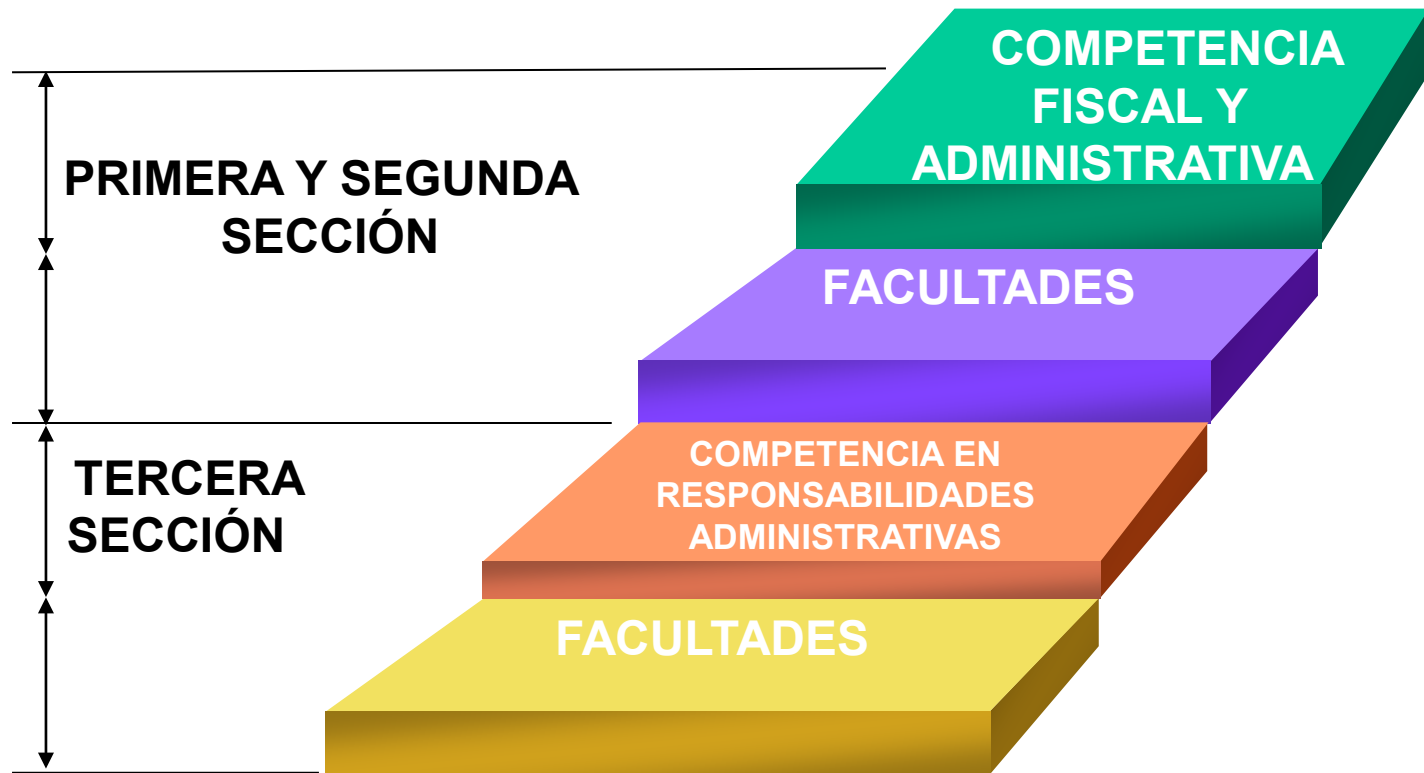 COMPETENCIA
FISCAL Y
ADMINISTRATIVA
PRIMERA Y SEGUNDA
SECCIÓN
FACULTADES
TERCERA
SECCIÓN
COMPETENCIA EN
RESPONSABILIDADES
ADMINISTRATIVAS
FACULTADES